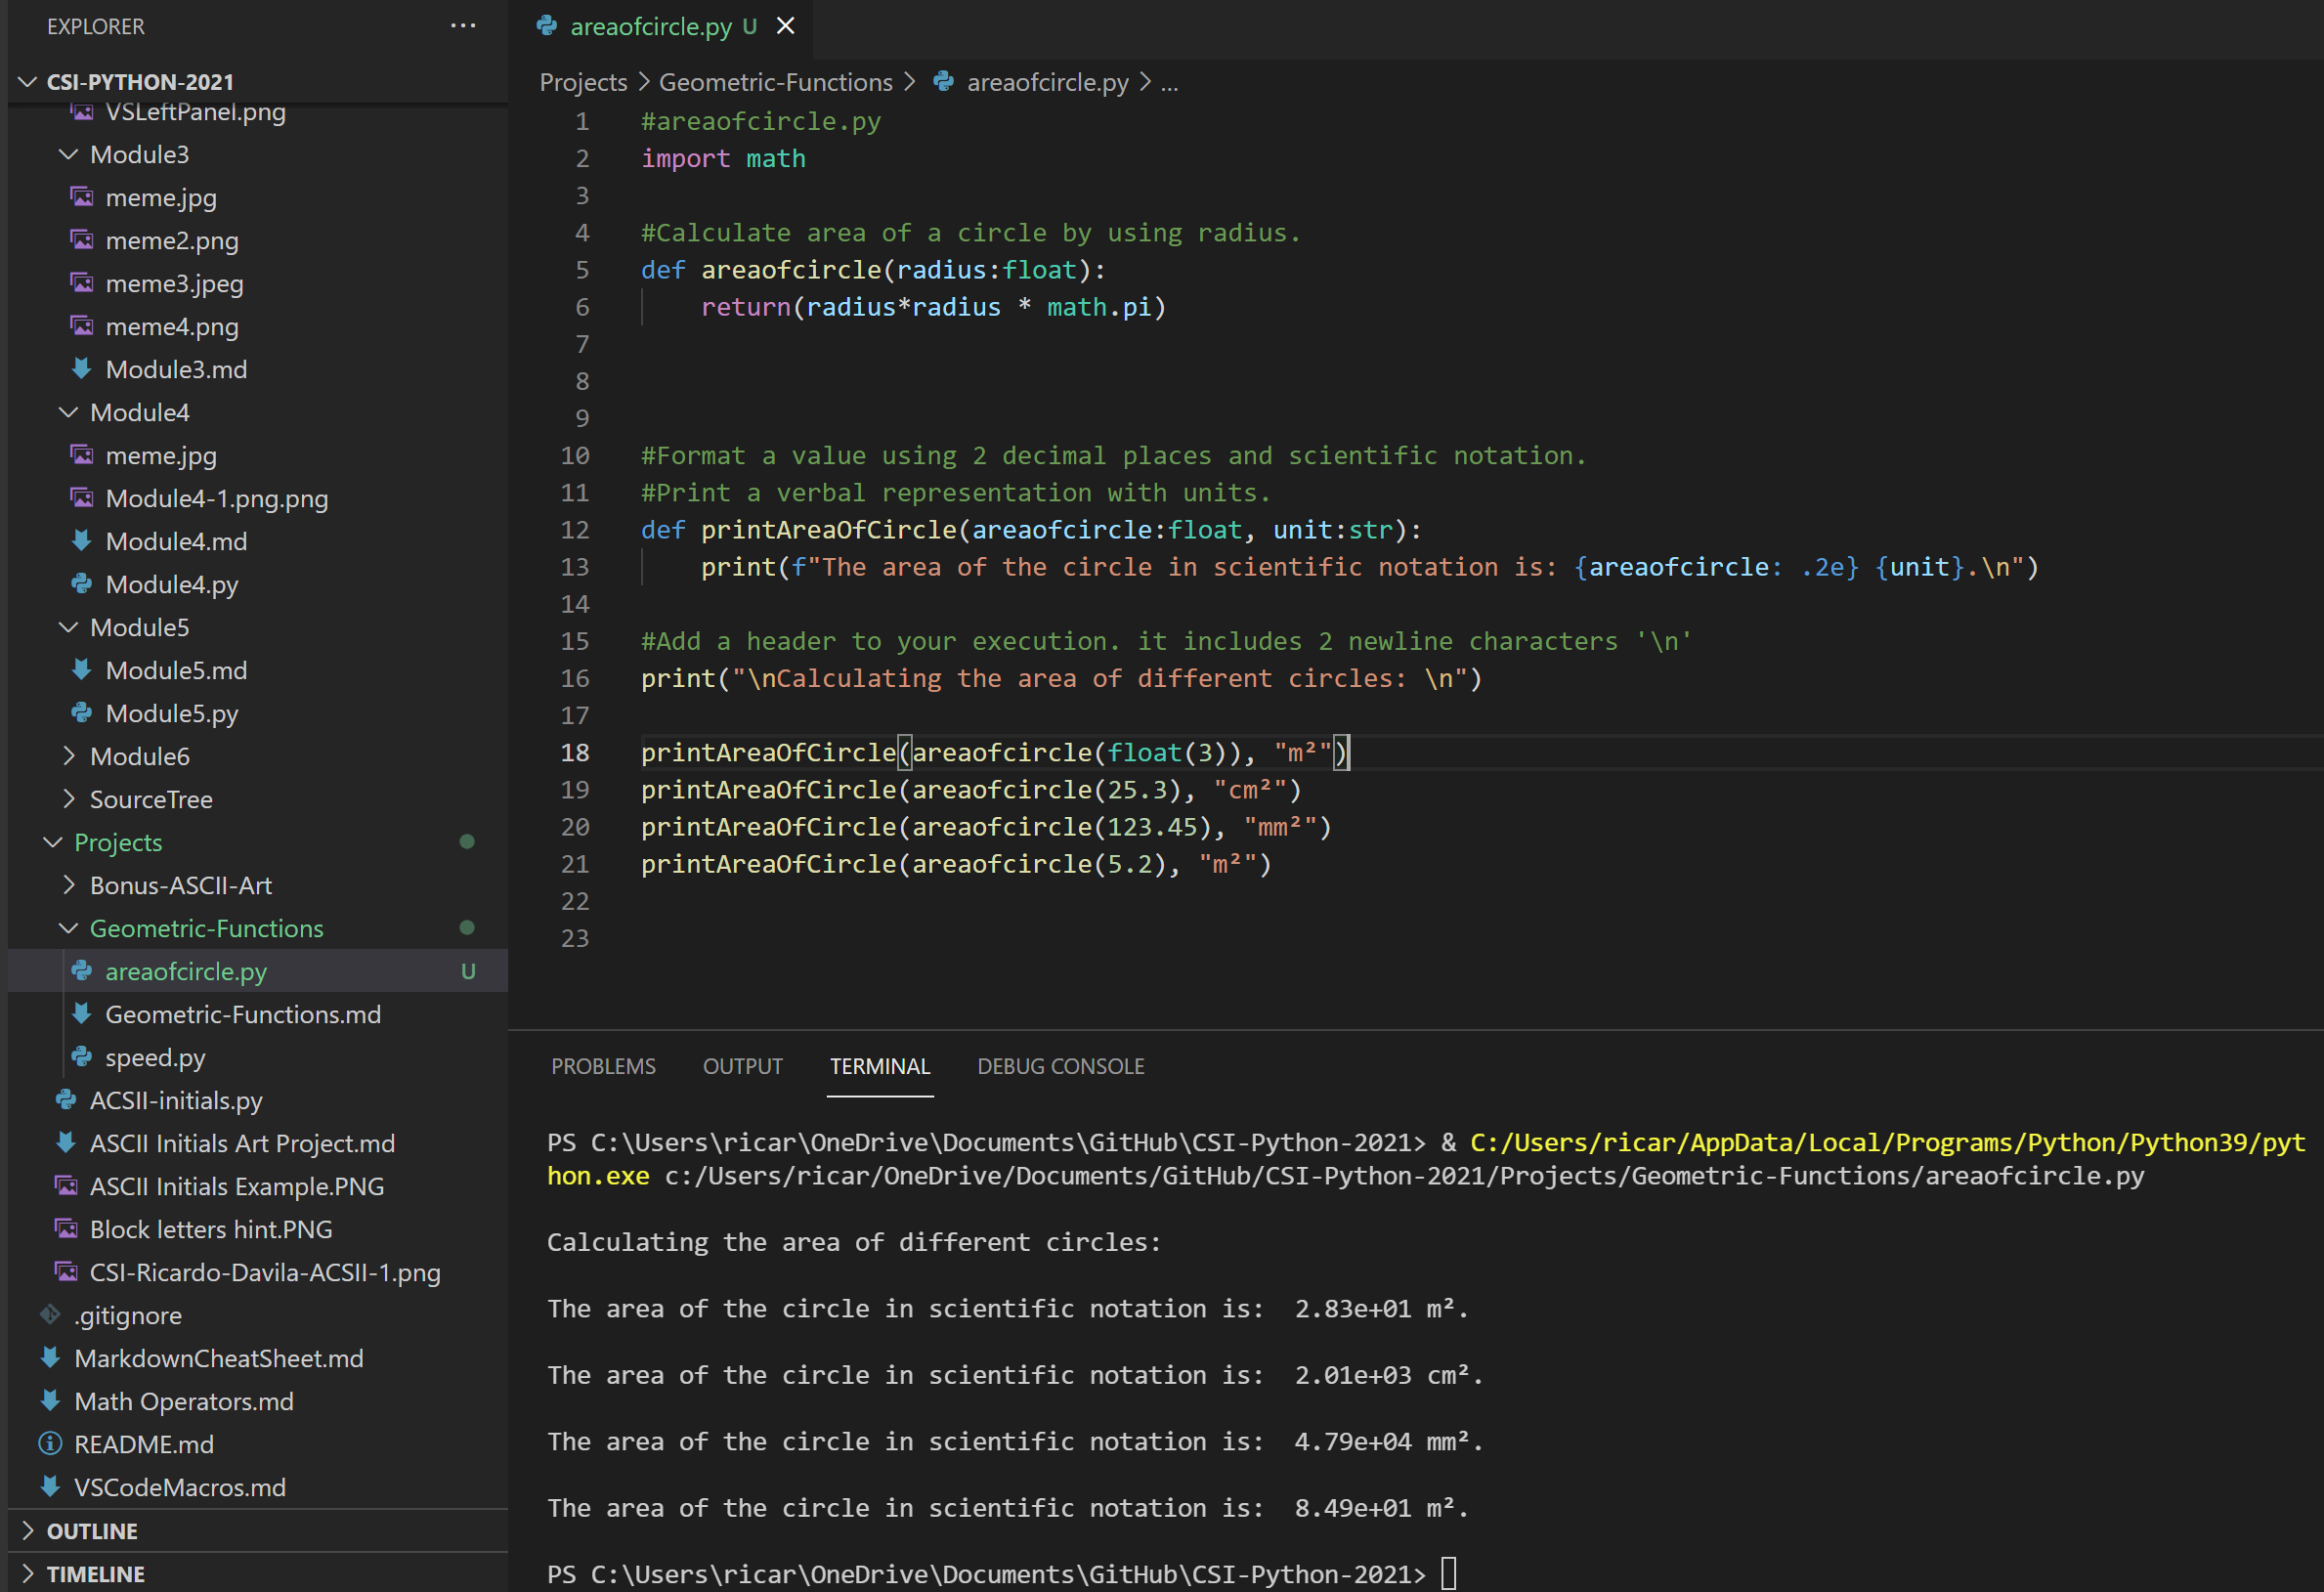 EXPLORER
CSI-PYTHON-2021
VSLeftPanel.png
Module3
meme.jpg
meme2.png
meme3.jpeg
meme4.png
Module3.md
Module4
meme.jpg
Module4-1.png.png
Module4.md
Module4.py
Module5
Module5.md
Module5.py
Module6
SourceTree
Projects
Bonus-ASCII-Art
Geometric-Functions
areaofcircle.py U
Geometric-Functions.md
speed.py
ACSII-initials.py
ASCII Initials Art Project.md
ASCII Initials Example.PNG
Block letters hint.PNG
CSI-Ricardo-Davila-ACSII-1.png
.gitignore
MarkdownCheatSheet.md
Math Operators.md
README.md
VSCodeMacros.md
OUTLINE
TIMELINE
areaofcircle.py U
Projects > Geometric-Functions > areaofcircle.py > ...
1 #areaofcircle.py
2 import math
3
4 #Calculate area of a circle by using radius.
5 def areaofcircle(radius:float):
6     return(radius*radius * math.pi)
7
8
9
10 #Format a value using 2 decimal places and scientific notation.
11 #Print a verbal representation with units.
12 def printAreaOfCircle(areaofcircle:float, unit:str):
13     print(f"The area of the circle in scientific notation is: {areaofcircle: .2e} {unit}.\n")
14
15 #Add a header to your execution. it includes 2 newline characters '\n'
16 print("\nCalculating the area of different circles: \n")
17
18 printAreaOfCircle(areaofcircle(float(3)), "m²")
19 printAreaOfCircle(areaofcircle(25.3), "cm²")
20 printAreaOfCircle(areaofcircle(123.45), "mm²")
21 printAreaOfCircle(areaofcircle(5.2), "m²")
22
23
PROBLEMS OUTPUT TERMINAL DEBUG CONSOLE
PS C:\Users\ricar\OneDrive\Documents\GitHub\CSI-Python-2021> & C:/Users/ricar/AppData/Local/Programs/Python/Python39/pyt
hon.exe c:/Users/ricar/OneDrive/Documents/GitHub/CSI-Python-2021/Projects/Geometric-Functions/areaofcircle.py
Calculating the area of different circles:
The area of the circle in scientific notation is:  2.83e+01 m².
The area of the circle in scientific notation is:  2.01e+03 cm².
The area of the circle in scientific notation is:  4.79e+04 mm².
The area of the circle in scientific notation is:  8.49e+01 m².
PS C:\Users\ricar\OneDrive\Documents\GitHub\CSI-Python-2021>